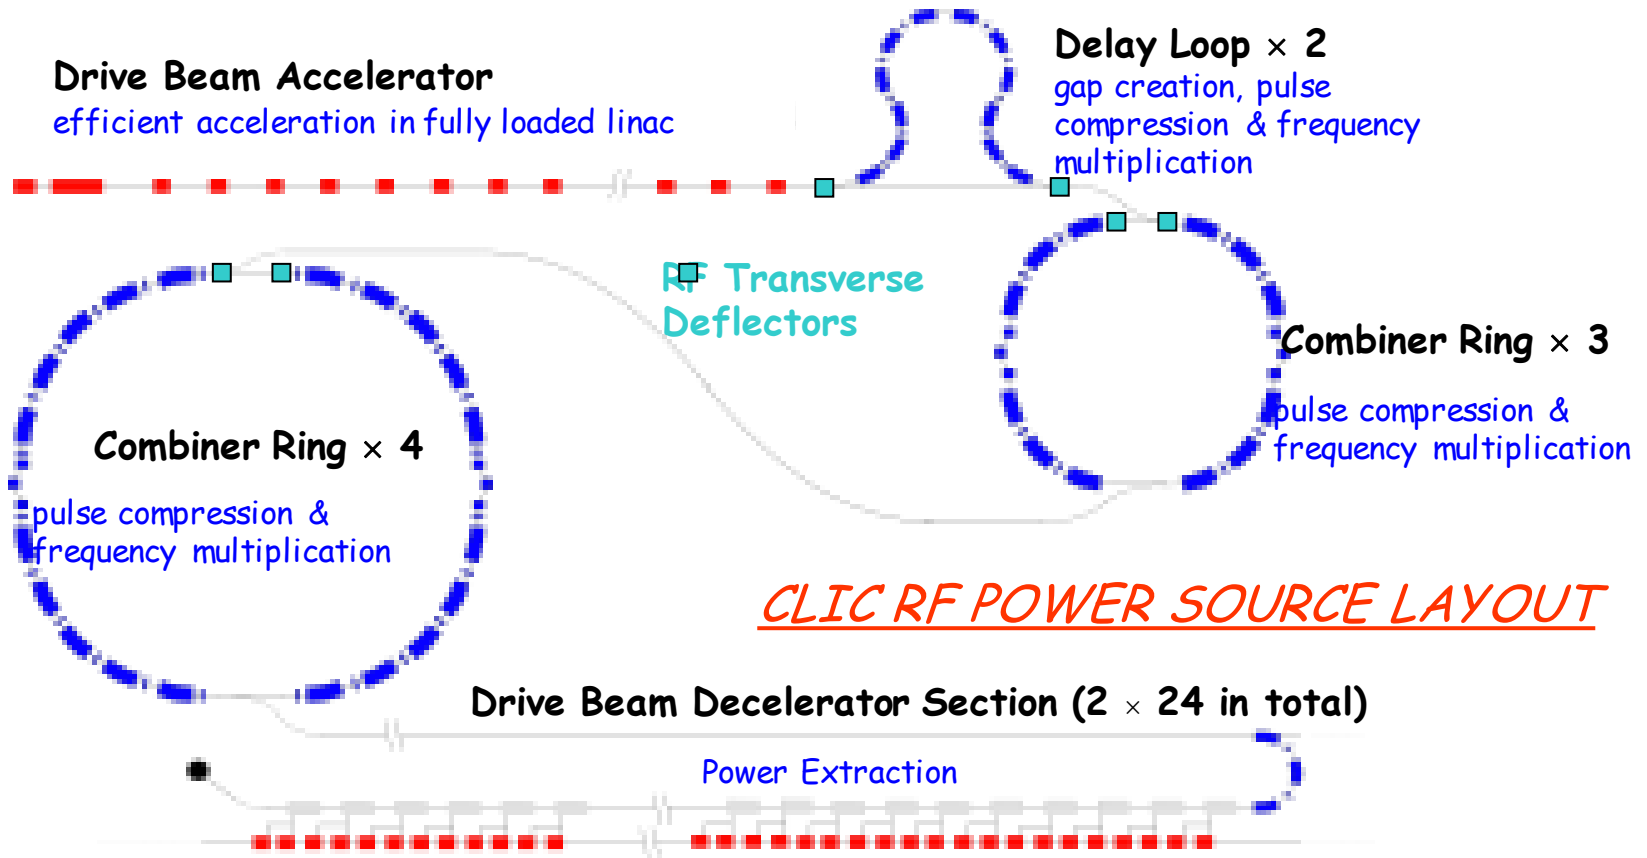 Drive Beam Accelerator
efficient acceleration in fully loaded linac
Delay Loop × 2
gap creation, pulse
compression & frequency
multiplication
RF Transverse
Deflectors
Combiner Ring × 3
pulse compression &
frequency multiplication
Combiner Ring × 4
pulse compression &
frequency multiplication
CLIC RF POWER SOURCE LAYOUT
Drive Beam Decelerator Section (2 × 24 in total)
Power Extraction